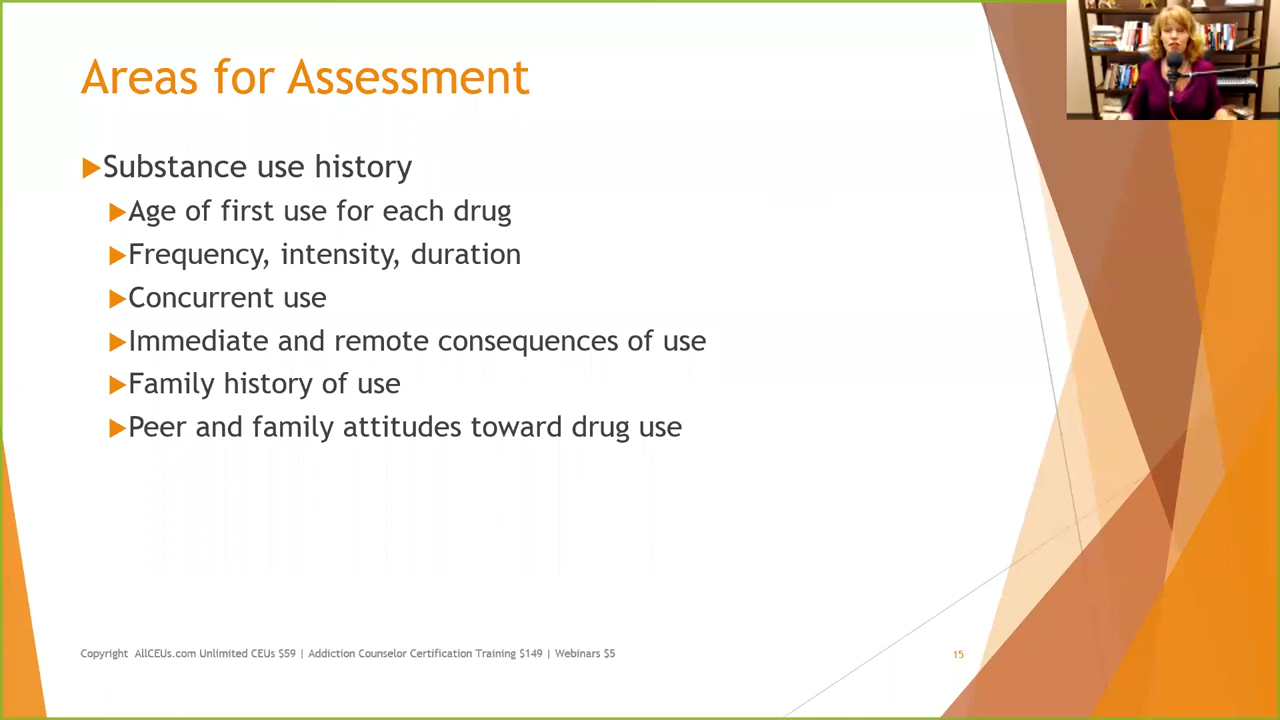 Areas for Assessment
Substance use history
Age of first use for each drug
Frequency, intensity, duration
Concurrent use
Immediate and remote consequences of use
Family history of use
Peer and family attitudes toward drug use
Copyright AllCEUs.com Unlimited CEUs $59 | Addiction Counselor Certification Training $149 | Webinars $5
15